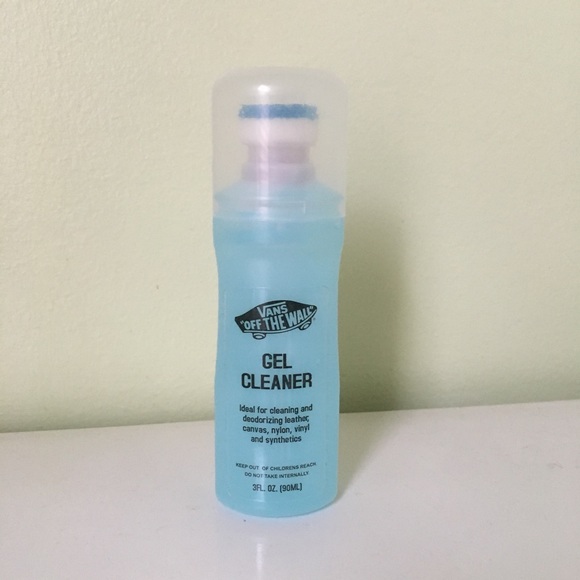 VANS
"OFF THE WALL"
GEL
CLEANER
Ideal for cleaning and
deodorizing leather,
canvas, nylon, vinyl
and synthetics
KEEP OUT OF CHILDRENS REACH.
DO NOT TAKE INTERNALLY.
3FL. OZ. (90ML)